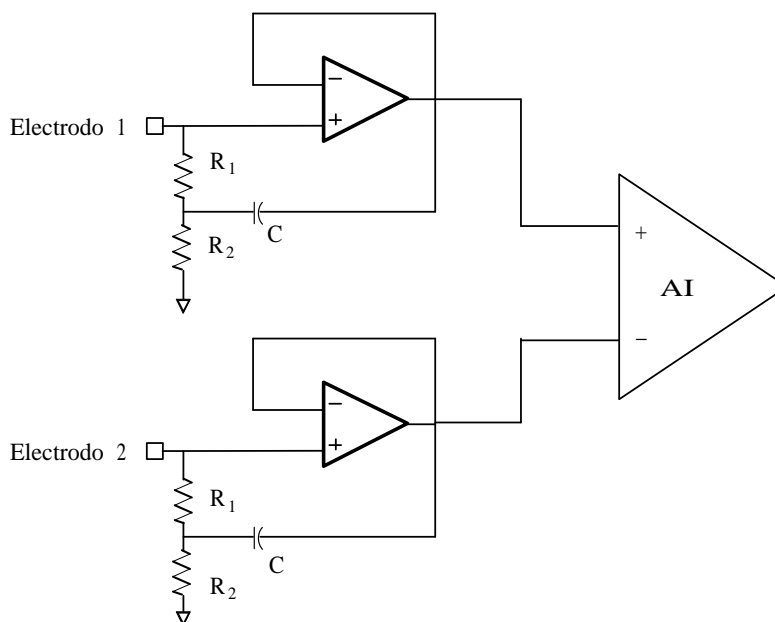 −
Electrodo 1
+
R1
C
R2
+
AI
−
−
Electrodo 2
+
R1
C
R2